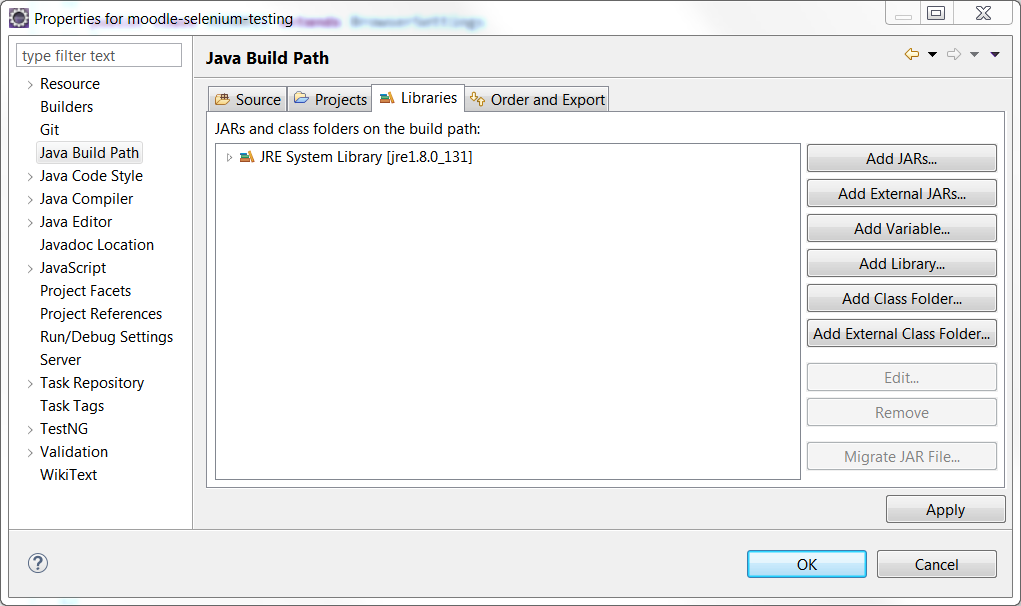 Properties for moodle-selenium-testing
type filter text
Resource
Builders
Git
Java Build Path
Java Code Style
Java Compiler
Java Editor
Javadoc Location
JavaScript
Project Facets
Project References
Run/Debug Settings
Server
Task Repository
Task Tags
TestNG
Validation
WikiText
Java Build Path
Source Projects Libraries Order and Export
JARs and class folders on the build path:
JRE System Library [jre1.8.0_131]
Add JARs...
Add External JARs...
Add Variable...
Add Library...
Add Class Folder...
Add External Class Folder...
Edit...
Remove
Migrate JAR File...
Apply
OK Cancel